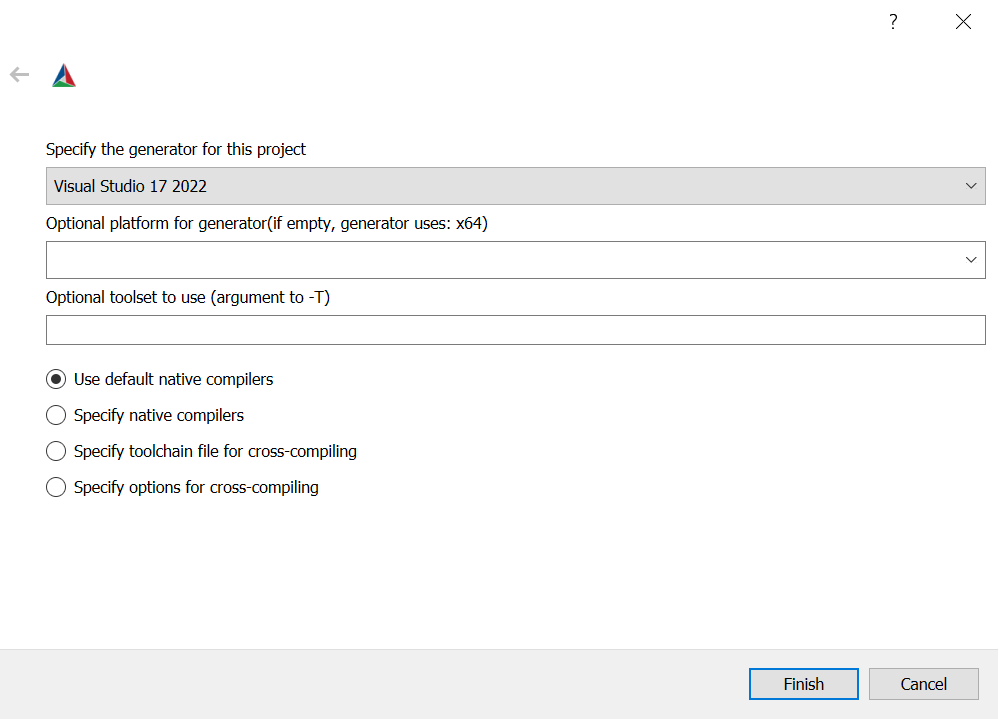 ?
Specify the generator for this project
Visual Studio 17 2022
Optional platform for generator(if empty, generator uses: x64)
Optional toolset to use (argument to -T)
Use default native compilers
Specify native compilers
Specify toolchain file for cross-compiling
Specify options for cross-compiling
Finish
Cancel